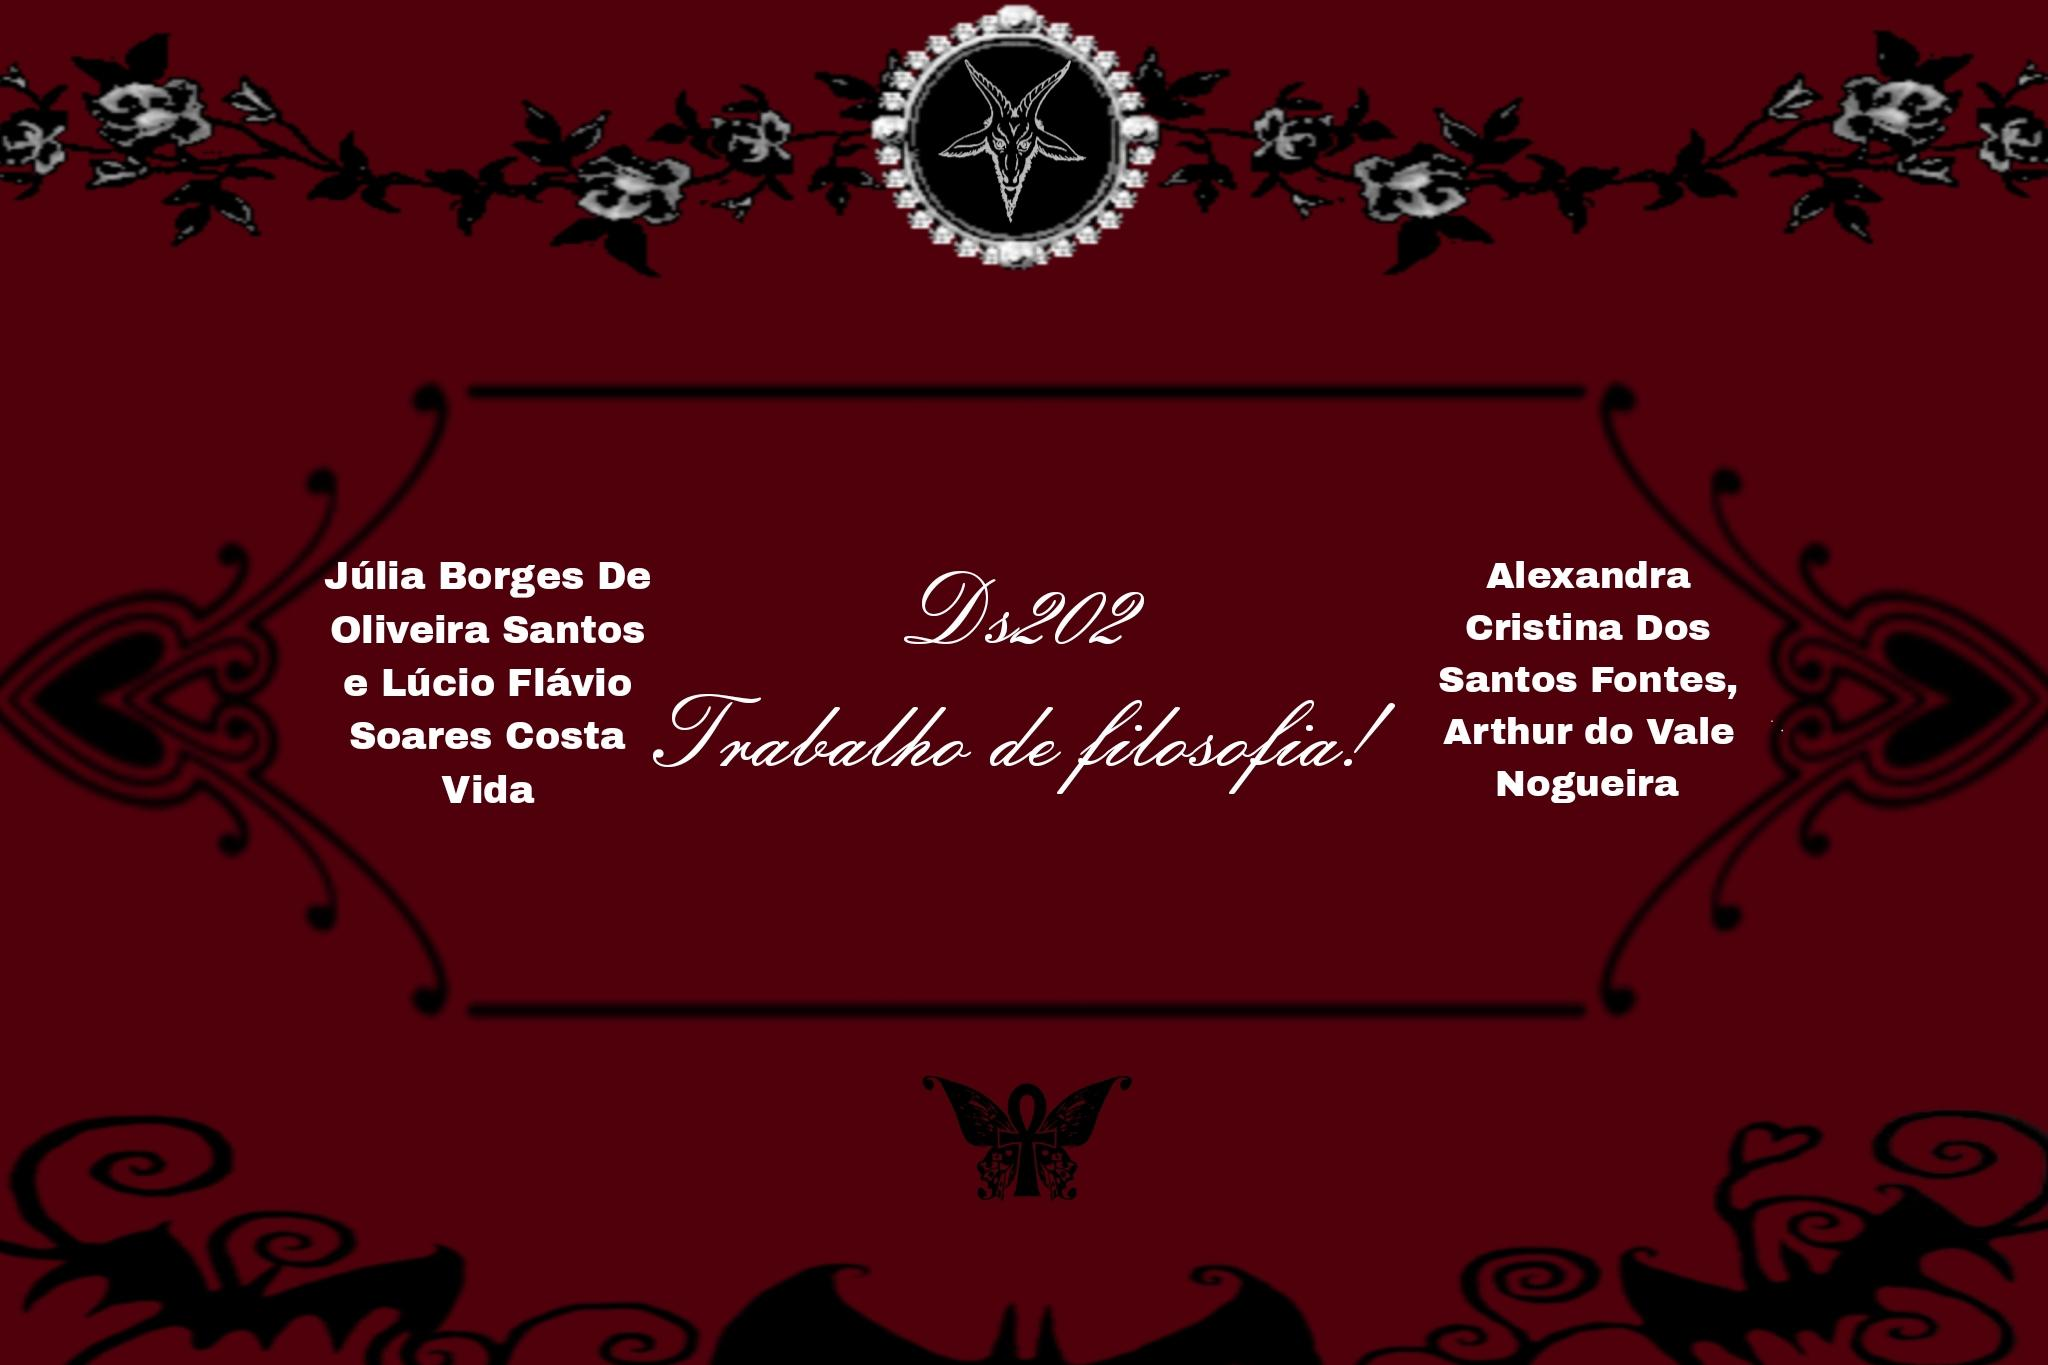 Júlia Borges De
Oliveira Santos
e Lúcio Flávio
Soares Costa
Vida
Ds202
Trabalho de filosofia!
Alexandra
Cristina Dos
Santos Fontes,
Arthur do Vale
Nogueira